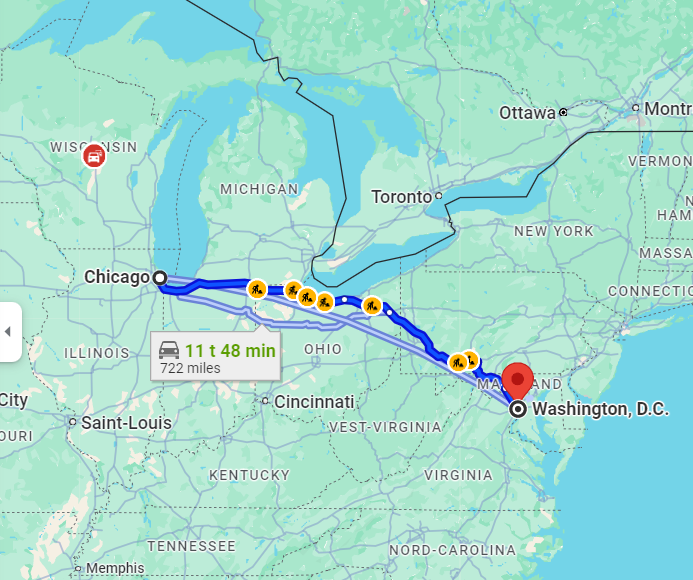 Ottawa
Montr
WISCONSIN
VERMON
MICHIGAN
Toronto
N
HAM
NEW YORK
MASSA
Chicago
CONNECTIC
11 t 48 min
722 miles
ILLINOIS
OHIO
MARYLAND
City
Cincinnati
Washington, D.C.
Saint-Louis
VEST-VIRGINIA
OURI
KENTUCKY
VIRGINIA
TENNESSEE
NORD-CAROLINA
Memphis